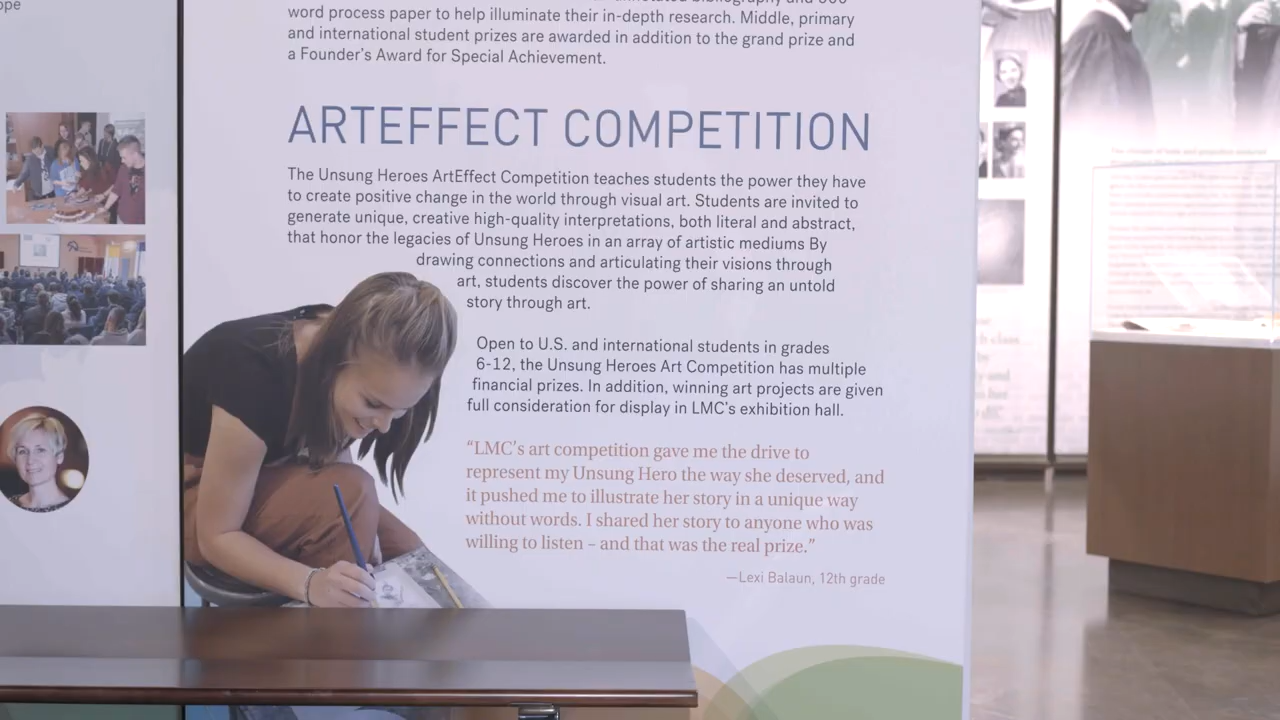 word process paper to help illuminate their in-depth research. Middle, primary
and international student prizes are awarded in addition to the grand prize and
a Founder's Award for Special Achievement.
ARTEFFECT COMPETITION
The Unsung Heroes ArtEffect Competition teaches students the power they have
to create positive change in the world through visual art. Students are invited to
generate unique, creative high-quality interpretations, both literal and abstract,
that honor the legacies of Unsung Heroes in an array of artistic mediums By
drawing connections and articulating their visions through
art, students discover the power of sharing an untold
story through art.
Open to U.S. and international students in grades
6-12, the Unsung Heroes Art Competition has multiple
financial prizes. In addition, winning art projects are given
full consideration for display in LMC's exhibition hall.
“LMC's art competition gave me the drive to
represent my Unsung Hero the way she deserved, and
it pushed me to illustrate her story in a unique way
without words. I shared her story to anyone who was
willing to listen – and that was the real prize.”
—Lexi Balaun, 12th grade